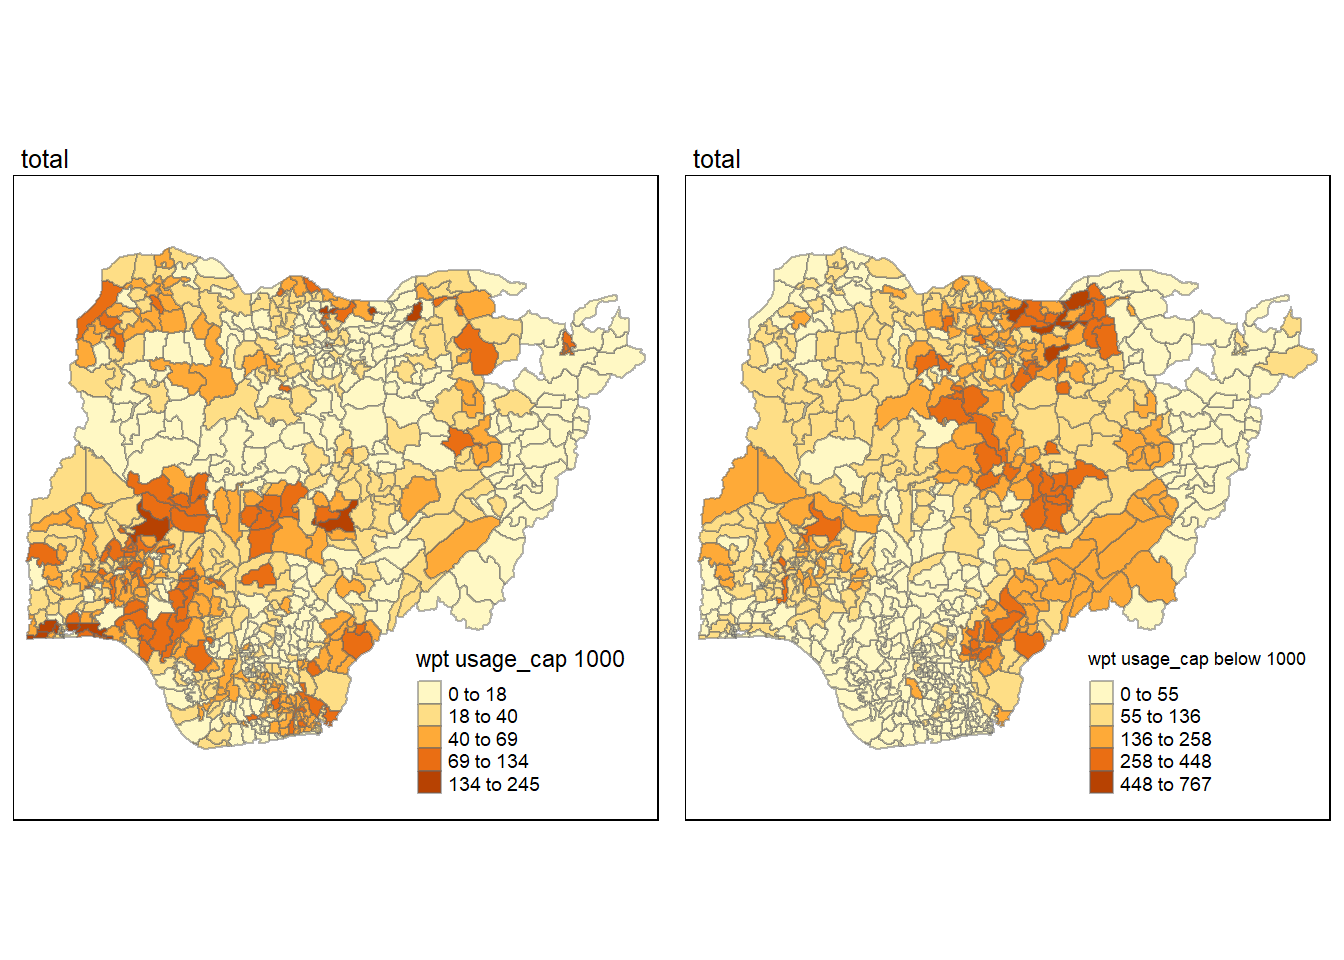 total
wpt usage_cap 1000
0 to 18
18 to 40
40 to 69
69 to 134
134 to 245
total
wpt usage_cap below 1000
0 to 55
55 to 136
136 to 258
258 to 448
448 to 767